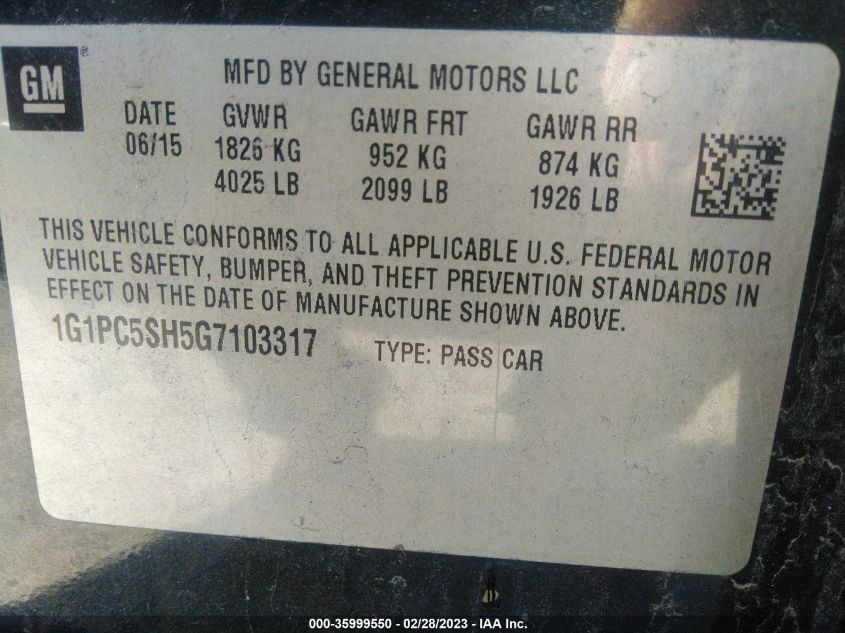 GM®
MFD BY GENERAL MOTORS LLC
DATE GVWR GAWR FRT GAWR RR
06/15 1826 KG 952 KG 874 KG
4025 LB 2099 LB 1926 LB
THIS VEHICLE CONFORMS TO ALL APPLICABLE U.S. FEDERAL MOTOR
VEHICLE SAFETY, BUMPER, AND THEFT PREVENTION STANDARDS IN
EFFECT ON THE DATE OF MANUFACTURE SHOWN ABOVE.
1G1PC5SH5G7103317 TYPE: PASS CAR
000-35999550 - 02/28/2023 - IAA Inc.